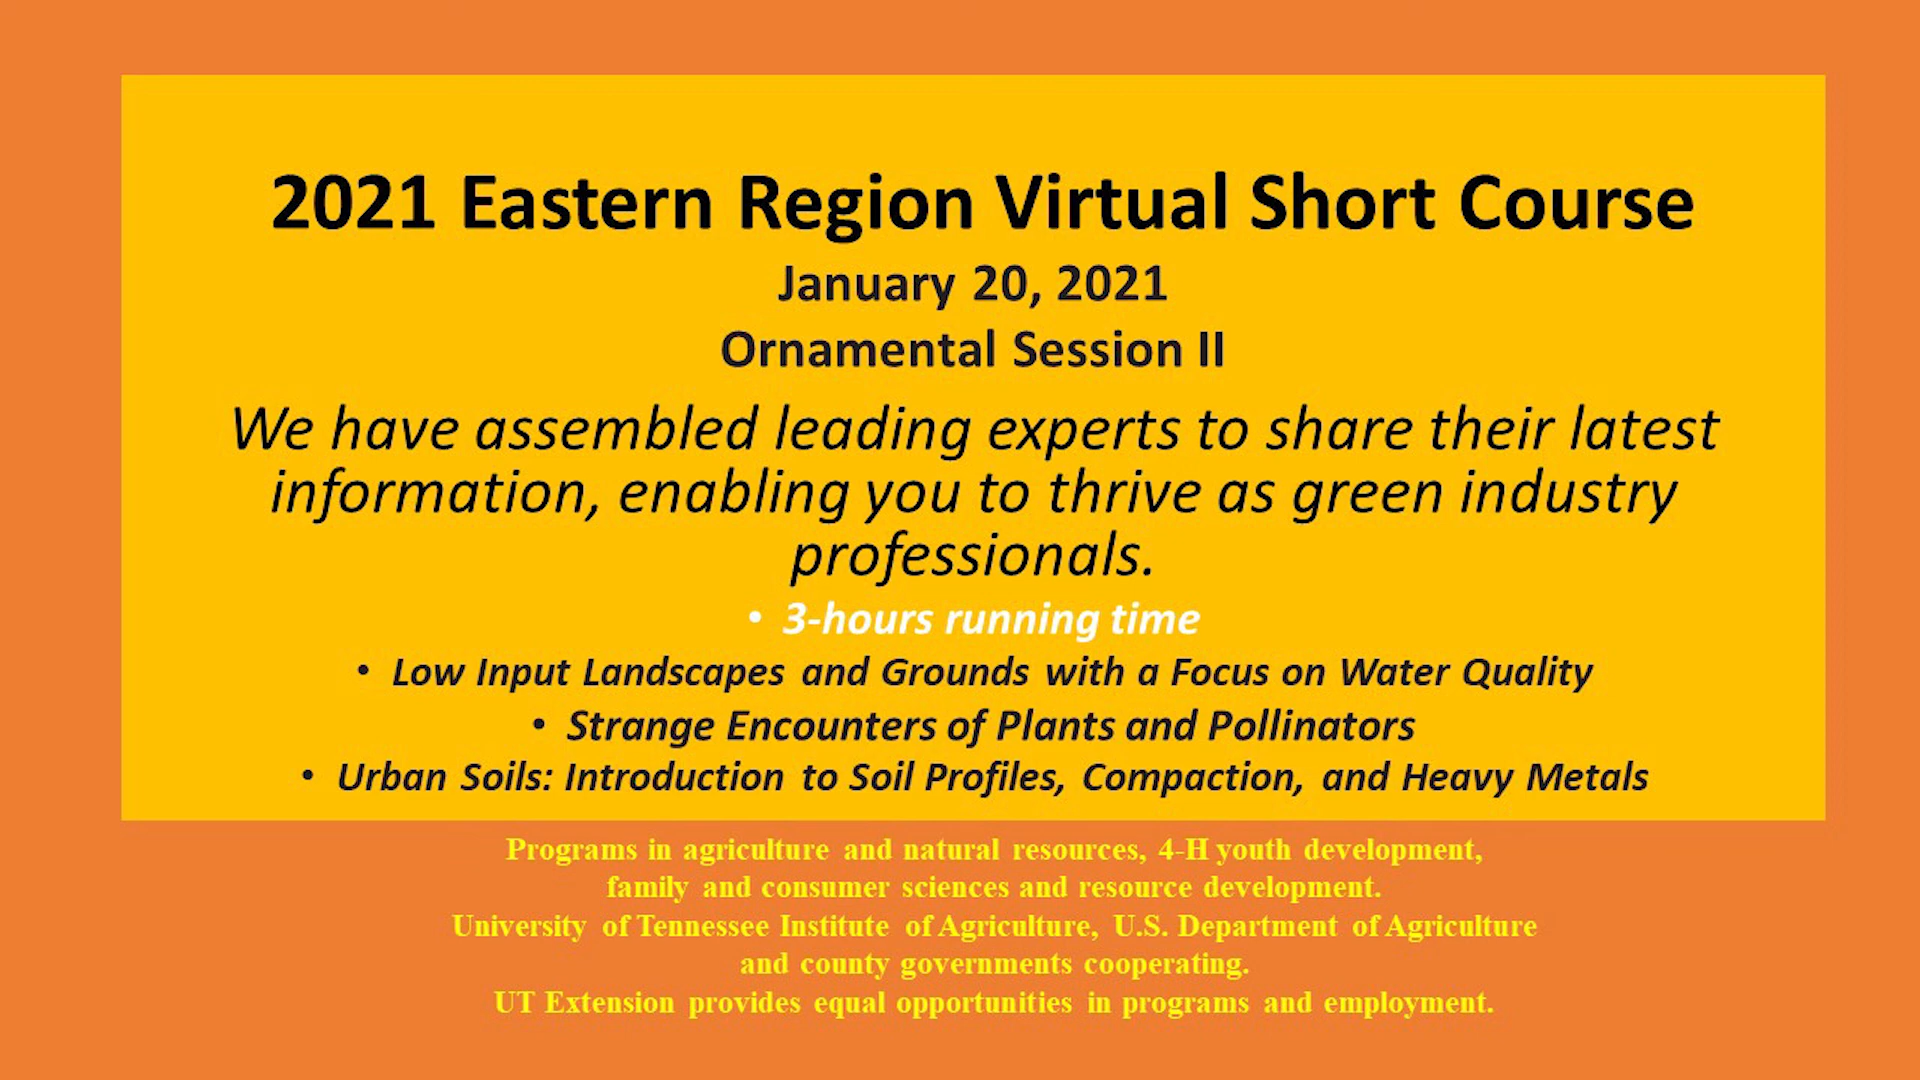 2021 Eastern Region Virtual Short Course
January 20, 2021
Ornamental Session II
We have assembled leading experts to share their latest
information, enabling you to thrive as green industry
professionals.
• 3-hours running time
• Low Input Landscapes and Grounds with a Focus on Water Quality
• Strange Encounters of Plants and Pollinators
• Urban Soils: Introduction to Soil Profiles, Compaction, and Heavy Metals
Programs in agriculture and natural resources, 4-H youth development,
family and consumer sciences and resource development.
University of Tennessee Institute of Agriculture, U.S. Department of Agriculture
and county governments cooperating.
UT Extension provides equal opportunities in programs and employment.